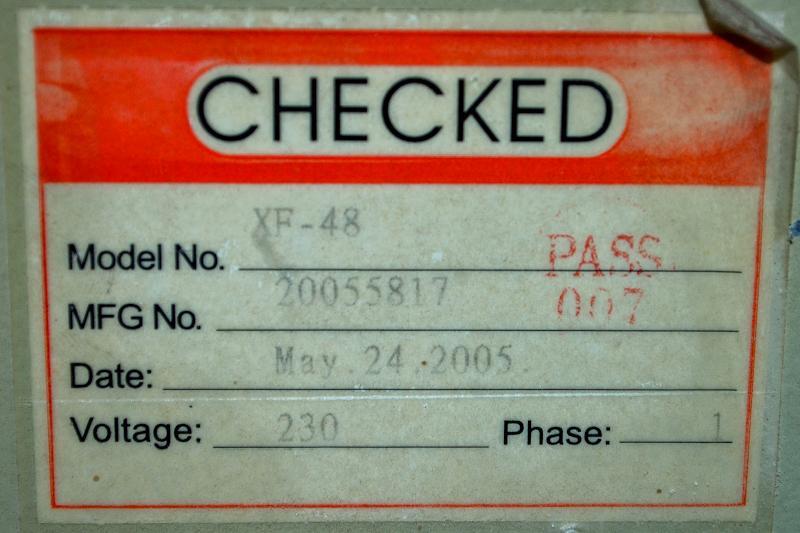 CHECKED
Model No. XF-48
PASS
MFG No. 20055817
007
Date: May.24.2005.
Voltage: 230 Phase: 1